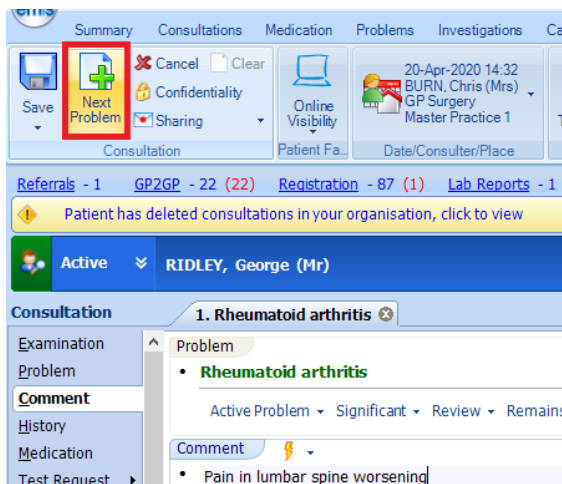 emis
Summary Consultations Medication Problems Investigations Ca
Save
Next Problem
Cancel Clear
Confidentiality
Sharing
Consultation
Online Visibility
Patient Fa...
20-Apr-2020 14:32
BURN, Chris (Mrs)
GP Surgery
Master Practice 1
Date/Consulter/Place
T
Referrals - 1 GP2GP - 22 (22) Registration - 87 (1) Lab Reports - 1
Patient has deleted consultations in your organisation, click to view
Active RIDLEY, George (Mr)
Consultation
1. Rheumatoid arthritis
Examination
Problem
Comment
History
Medication
Test Request
Problem
• Rheumatoid arthritis
Active Problem Significant Review Remains
Comment
• Pain in lumbar spine worsening